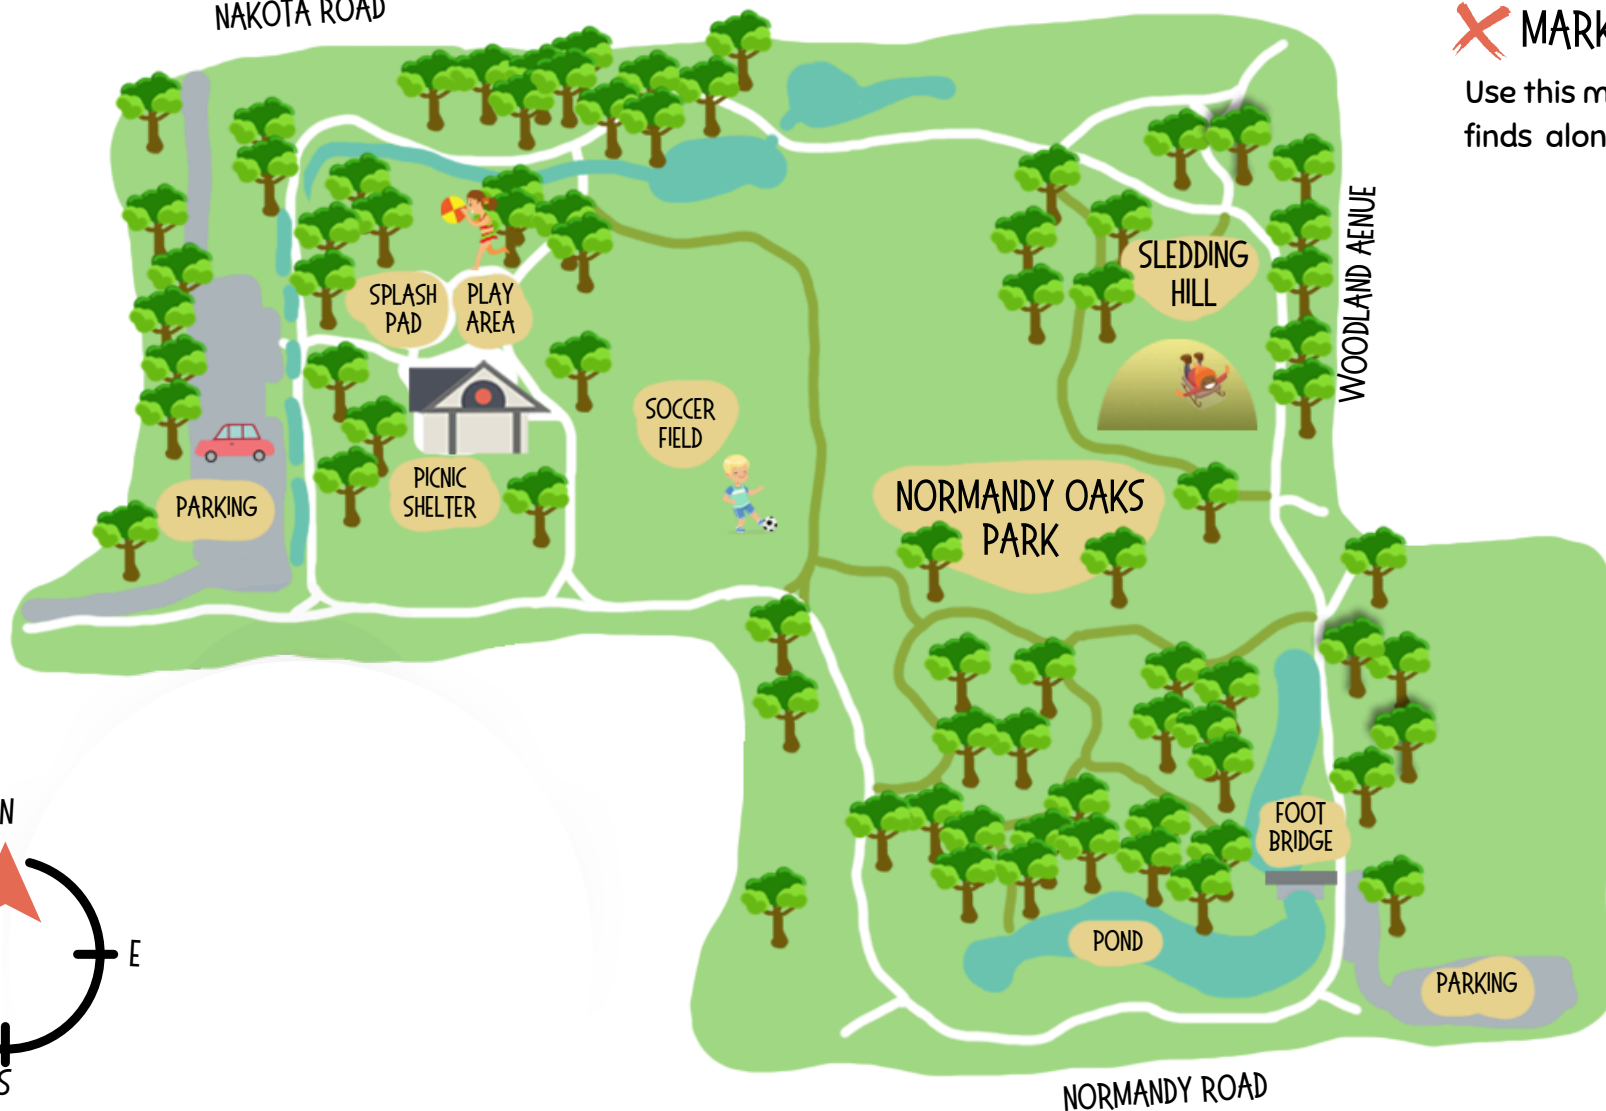 NAKOTA ROAD
MARK
Use this m
finds alon
WOODLAND AENUE
SPLASH
PAD
PLAY
AREA
SLEDDING
HILL
SOCCER
FIELD
PICNIC
SHELTER
PARKING
NORMANDY OAKS
PARK
FOOT
BRIDGE
POND
PARKING
N
E
S
NORMANDY ROAD